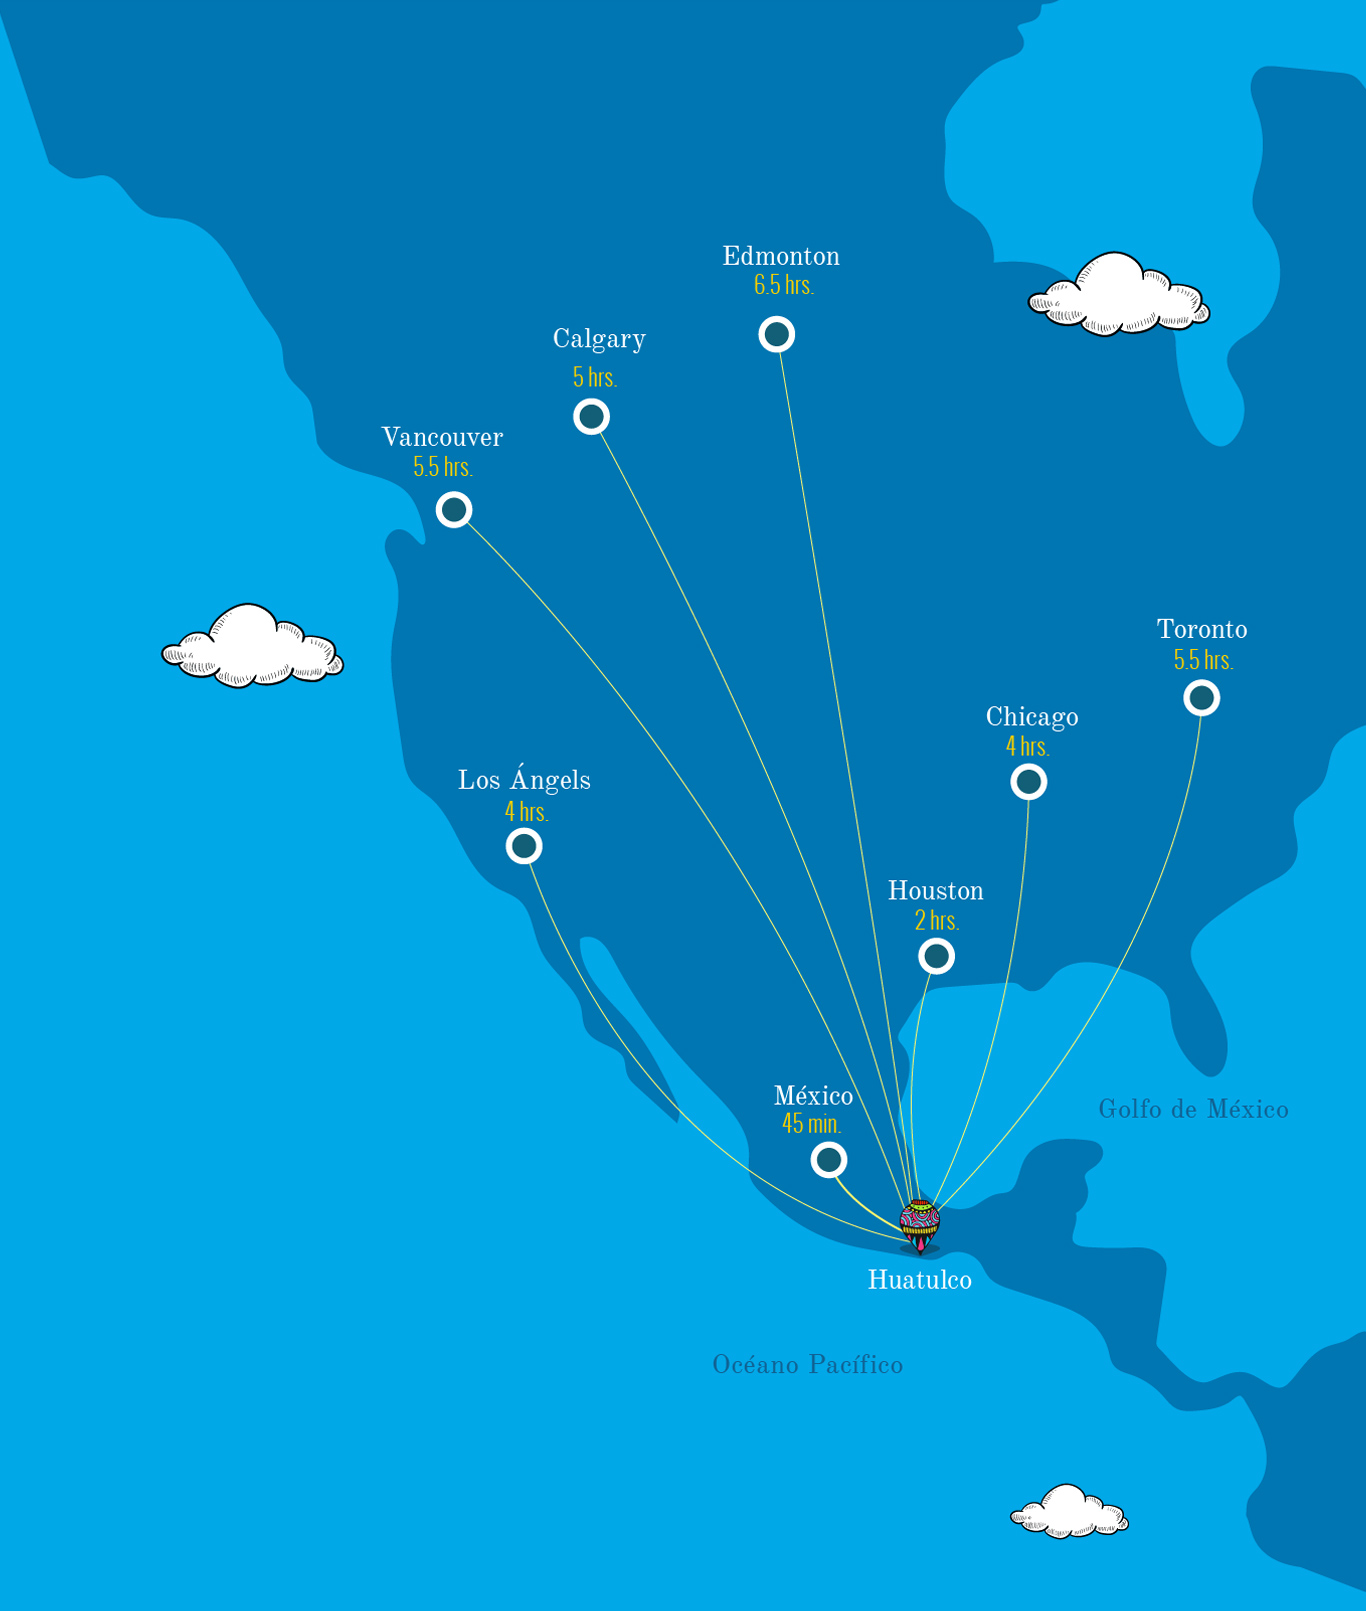 Edmonton
6.5 hrs.
Calgary
5 hrs.
Vancouver
5.5 hrs.
Toronto
5.5 hrs.
Chicago
4 hrs.
Los Ángels
4 hrs.
Houston
2 hrs.
México
45 min.
Golfo de México
Huatulco
Océano Pacífico